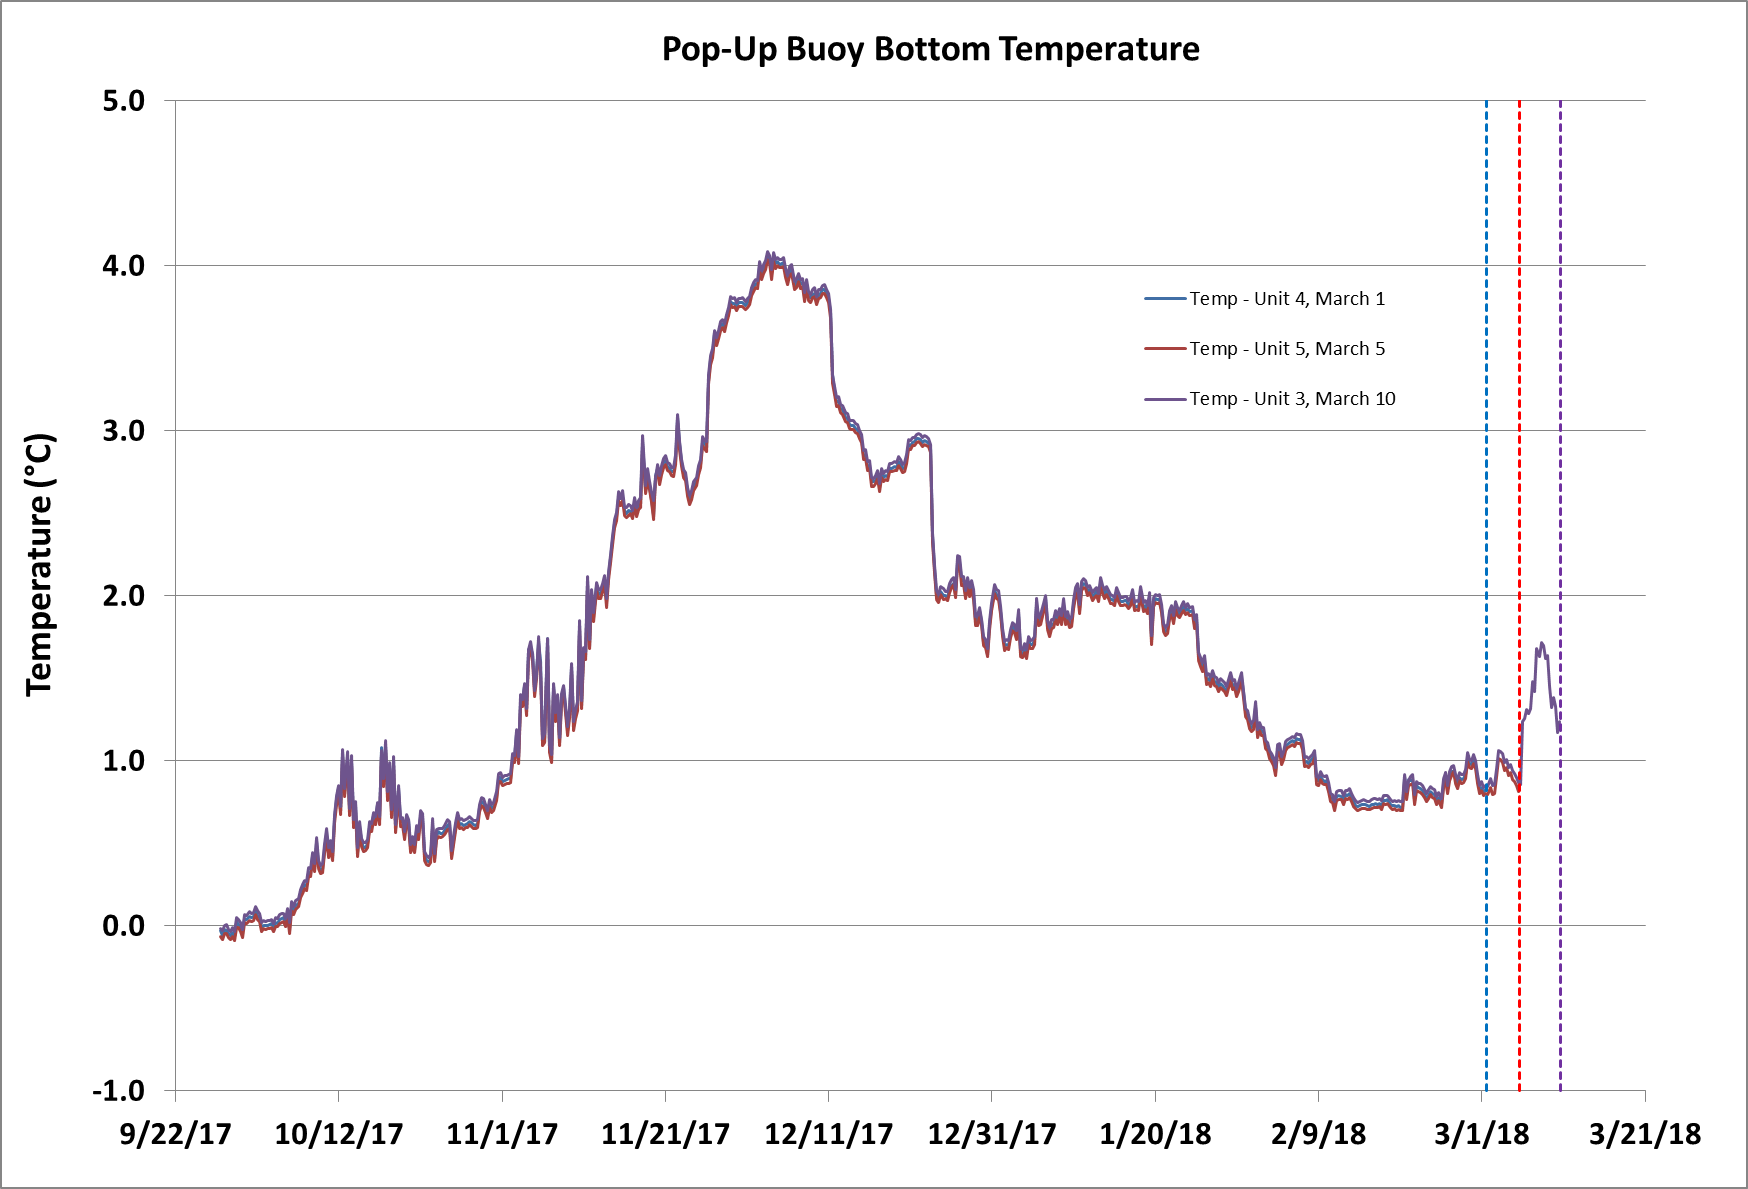 Pop-Up Buoy Bottom Temperature
5.0
4.0
3.0
2.0
1.0
0.0
-1.0
Temperature (°C)
Temp - Unit 4, March 1
Temp - Unit 5, March 5
Temp - Unit 3, March 10
9/22/17 10/12/17 11/1/17 11/21/17 12/11/17 12/31/17 1/20/18 2/9/18 3/1/18 3/21/18